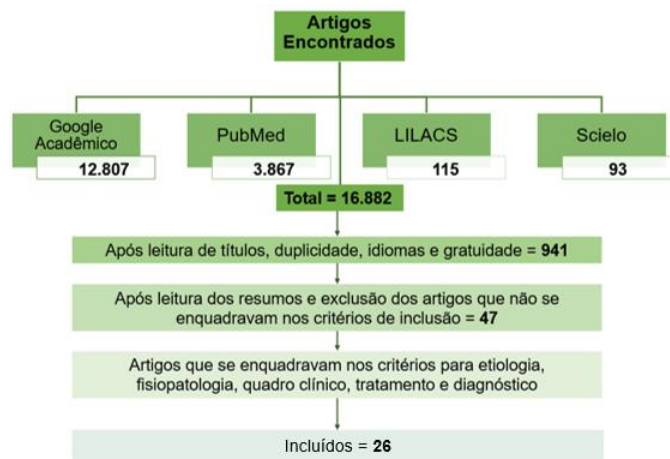 Artigos
Encontrados
Google
Acadêmico
12.807
PubMed
3.867
LILACS
115
Scielo
93
Total = 16.882
Após leitura de títulos, duplicidade, idiomas e gratuidade = 941
Após leitura dos resumos e exclusão dos artigos que não se
enquadravam nos critérios de inclusão = 47
Artigos que se enquadravam nos critérios para etiologia,
fisiopatologia, quadro clínico, tratamento e diagnóstico
Incluídos = 26